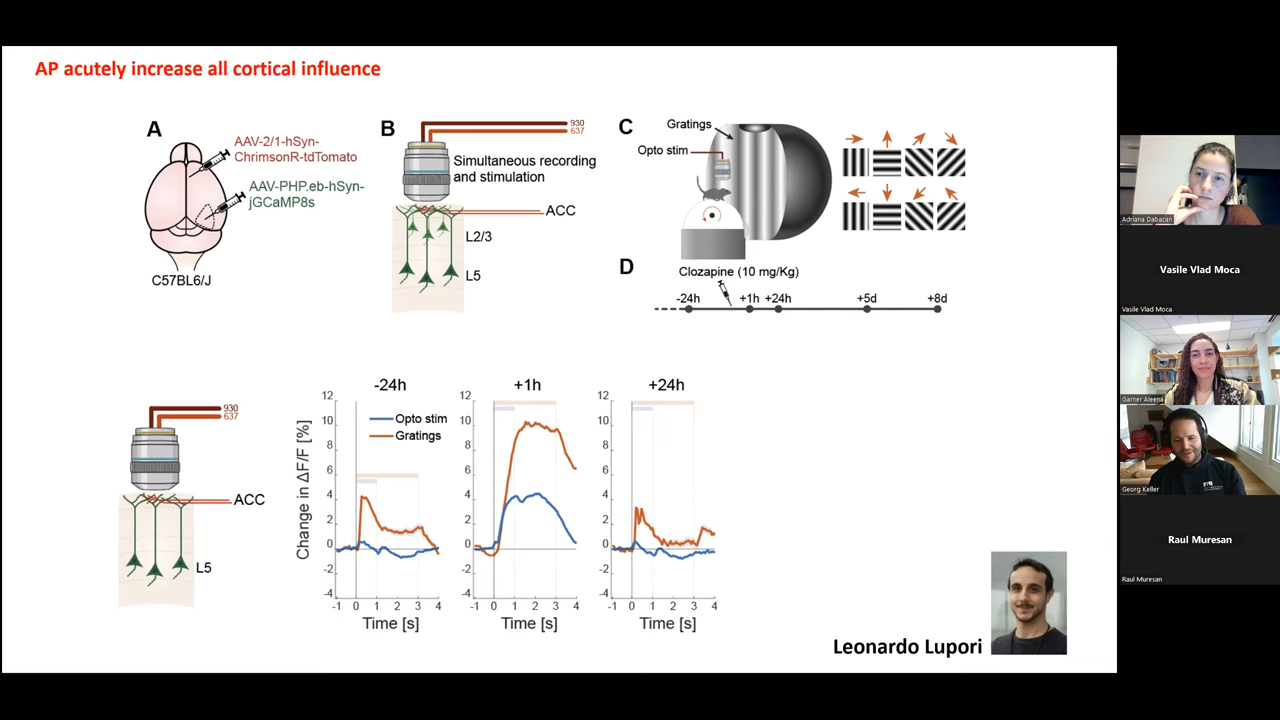 AP acutely increase all cortical influence
A
AAV-2/1-hSyn-
ChrimsonR-tdTomato
AAV-PHP.eb-hSyn-
jGCaMP8s
C57BL6/J
B
930
637
Simultaneous recording
and stimulation
ACC
L2/3
L5
C
Gratings
Opto stim
D
Clozapine (10 mg/Kg)
-24h +1h +24h +5d +8d
930
637
ACC
L5
-24h +1h +24h
Change in ΔF/F [%]
12 12 12
10 10 10
8 8 8
6 6 6
4 4 4
2 2 2
0 0 0
-2 -2 -2
-4 -4 -4
Opto stim
Gratings
-1 0 1 2 3 4 -1 0 1 2 3 4 -1 0 1 2 3 4
Time [s] Time [s] Time [s]
Leonardo Lupori
Adriana Dabacan
Vasile Vlad Moca
Vasile Vlad Moca
Garner Aleena
Georg Keller
Raul Muresan
Raul Muresan